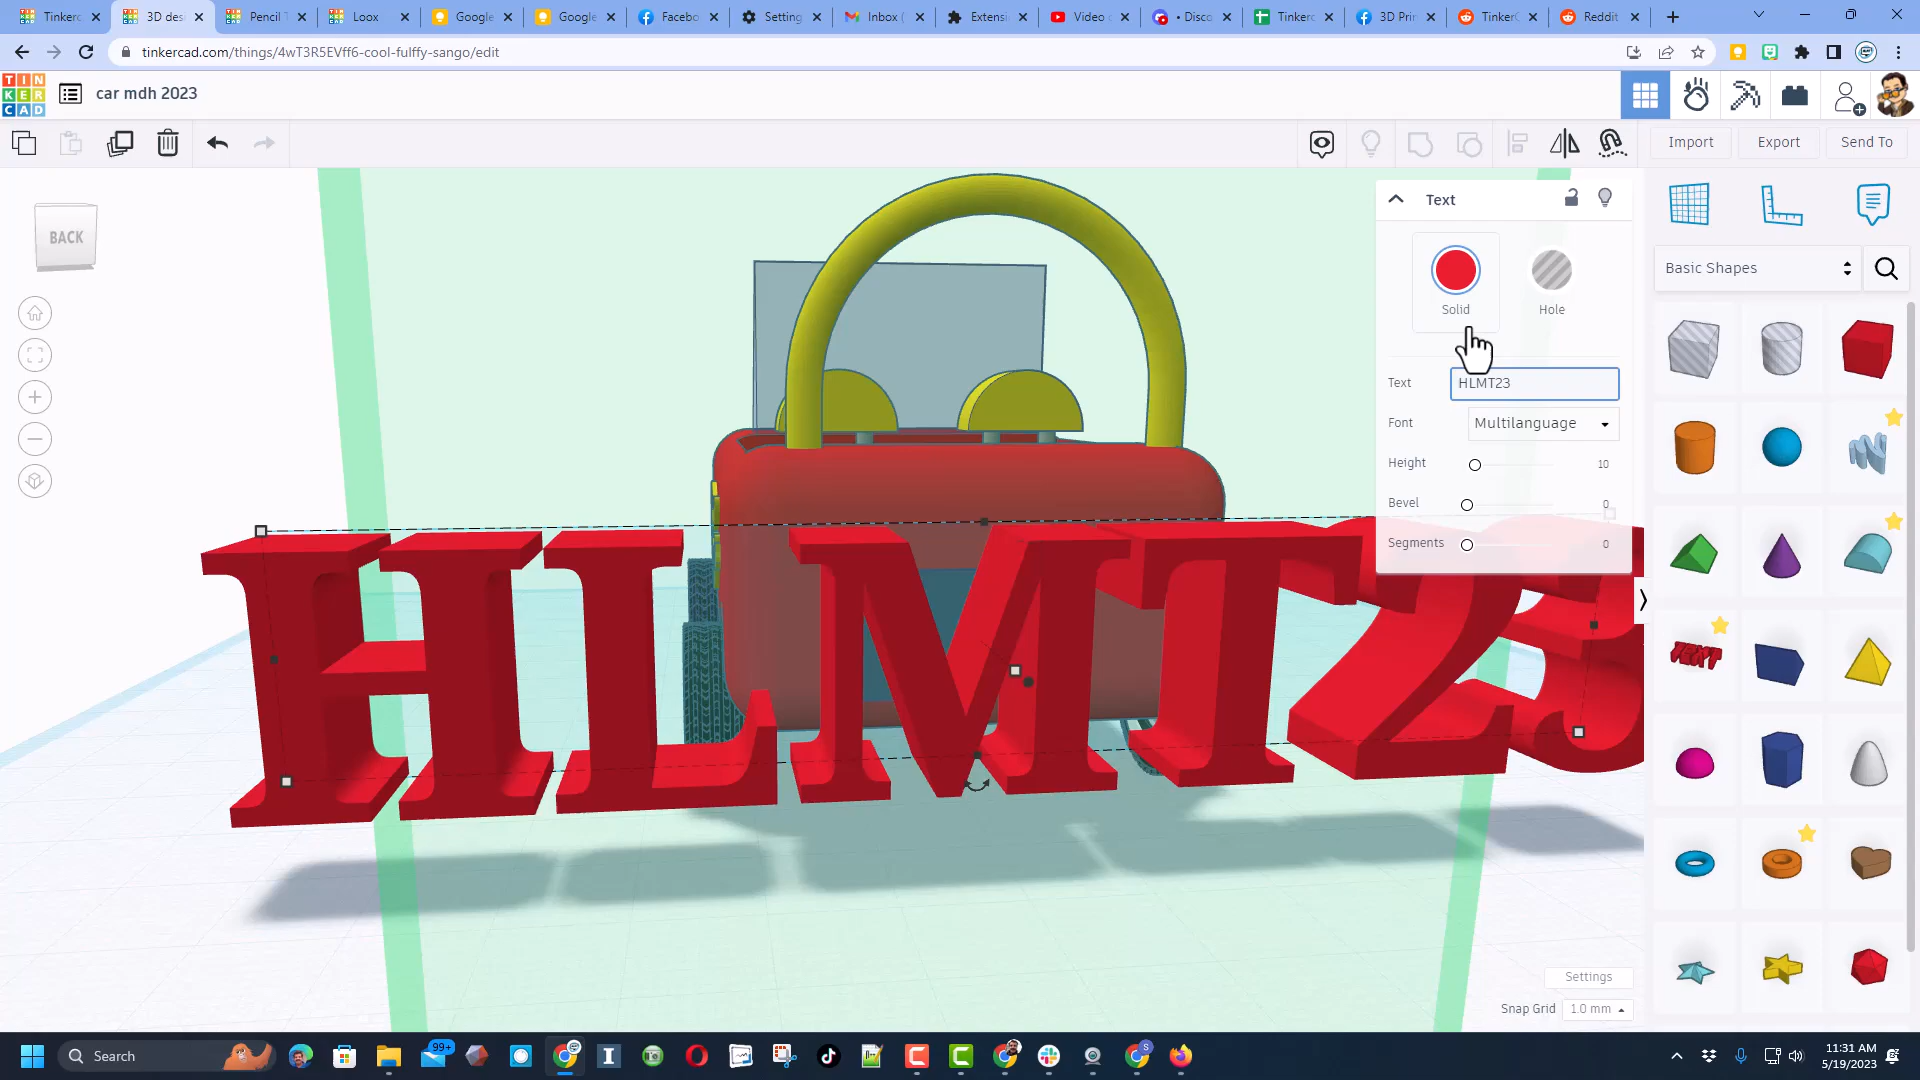 Tinkerc
3D des
Pencil T
Loox
Google
Google
Facebo
Setting
Inbox (
Extensi
Video c
• Disco
Tinkerc
3D Prin
TinkerC
Reddit
tinkercad.com/things/4wT3R5EVff6-cool-fulffy-sango/edit
TIN
KER
CAD
car mdh 2023
Import
Export
Send To
BACK
Text
Solid
Hole
Text
HLMT23
Font
Multilanguage
Height
10
Bevel
0
Segments
0
Basic Shapes
TEXT
HLMT23
Settings
Snap Grid
1.0 mm
Search
99+
11:31 AM
5/19/2023